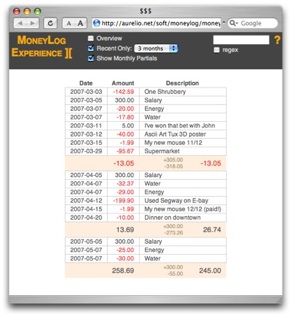 $$$
A A
http://aurelio.net/soft/moneylog/money
Google
MoneyLog
Experience ][
Overview
Recent Only: 3 months
Show Monthly Partials
?
regex
Date Amount Description
2007-03-03 -142.59 One Shrubbery
2007-03-05 300.00 Salary
2007-03-07 -20.00 Energy
2007-03-07 -17.80 Water
2007-03-11 5.00 I've won that bet with John
2007-03-12 -40.00 Ascii Art Tux 3D poster
2007-03-15 -1.99 My new mouse 11/12
2007-03-29 -95.67 Supermarket
-13.05 +305.00 -13.05
-318.05
2007-04-05 300.00 Salary
2007-04-07 -32.37 Water
2007-04-07 -29.00 Energy
2007-04-12 -199.90 Used Segway on E-bay
2007-04-15 -1.99 My new mouse 12/12 (paid!)
2007-04-20 -10.00 Dinner on downtown
13.69 +300.00 26.74
-273.26
2007-05-05 300.00 Salary
2007-05-07 -25.00 Energy
2007-05-07 -30.00 Water
258.69 +300.00 245.00
-55.00